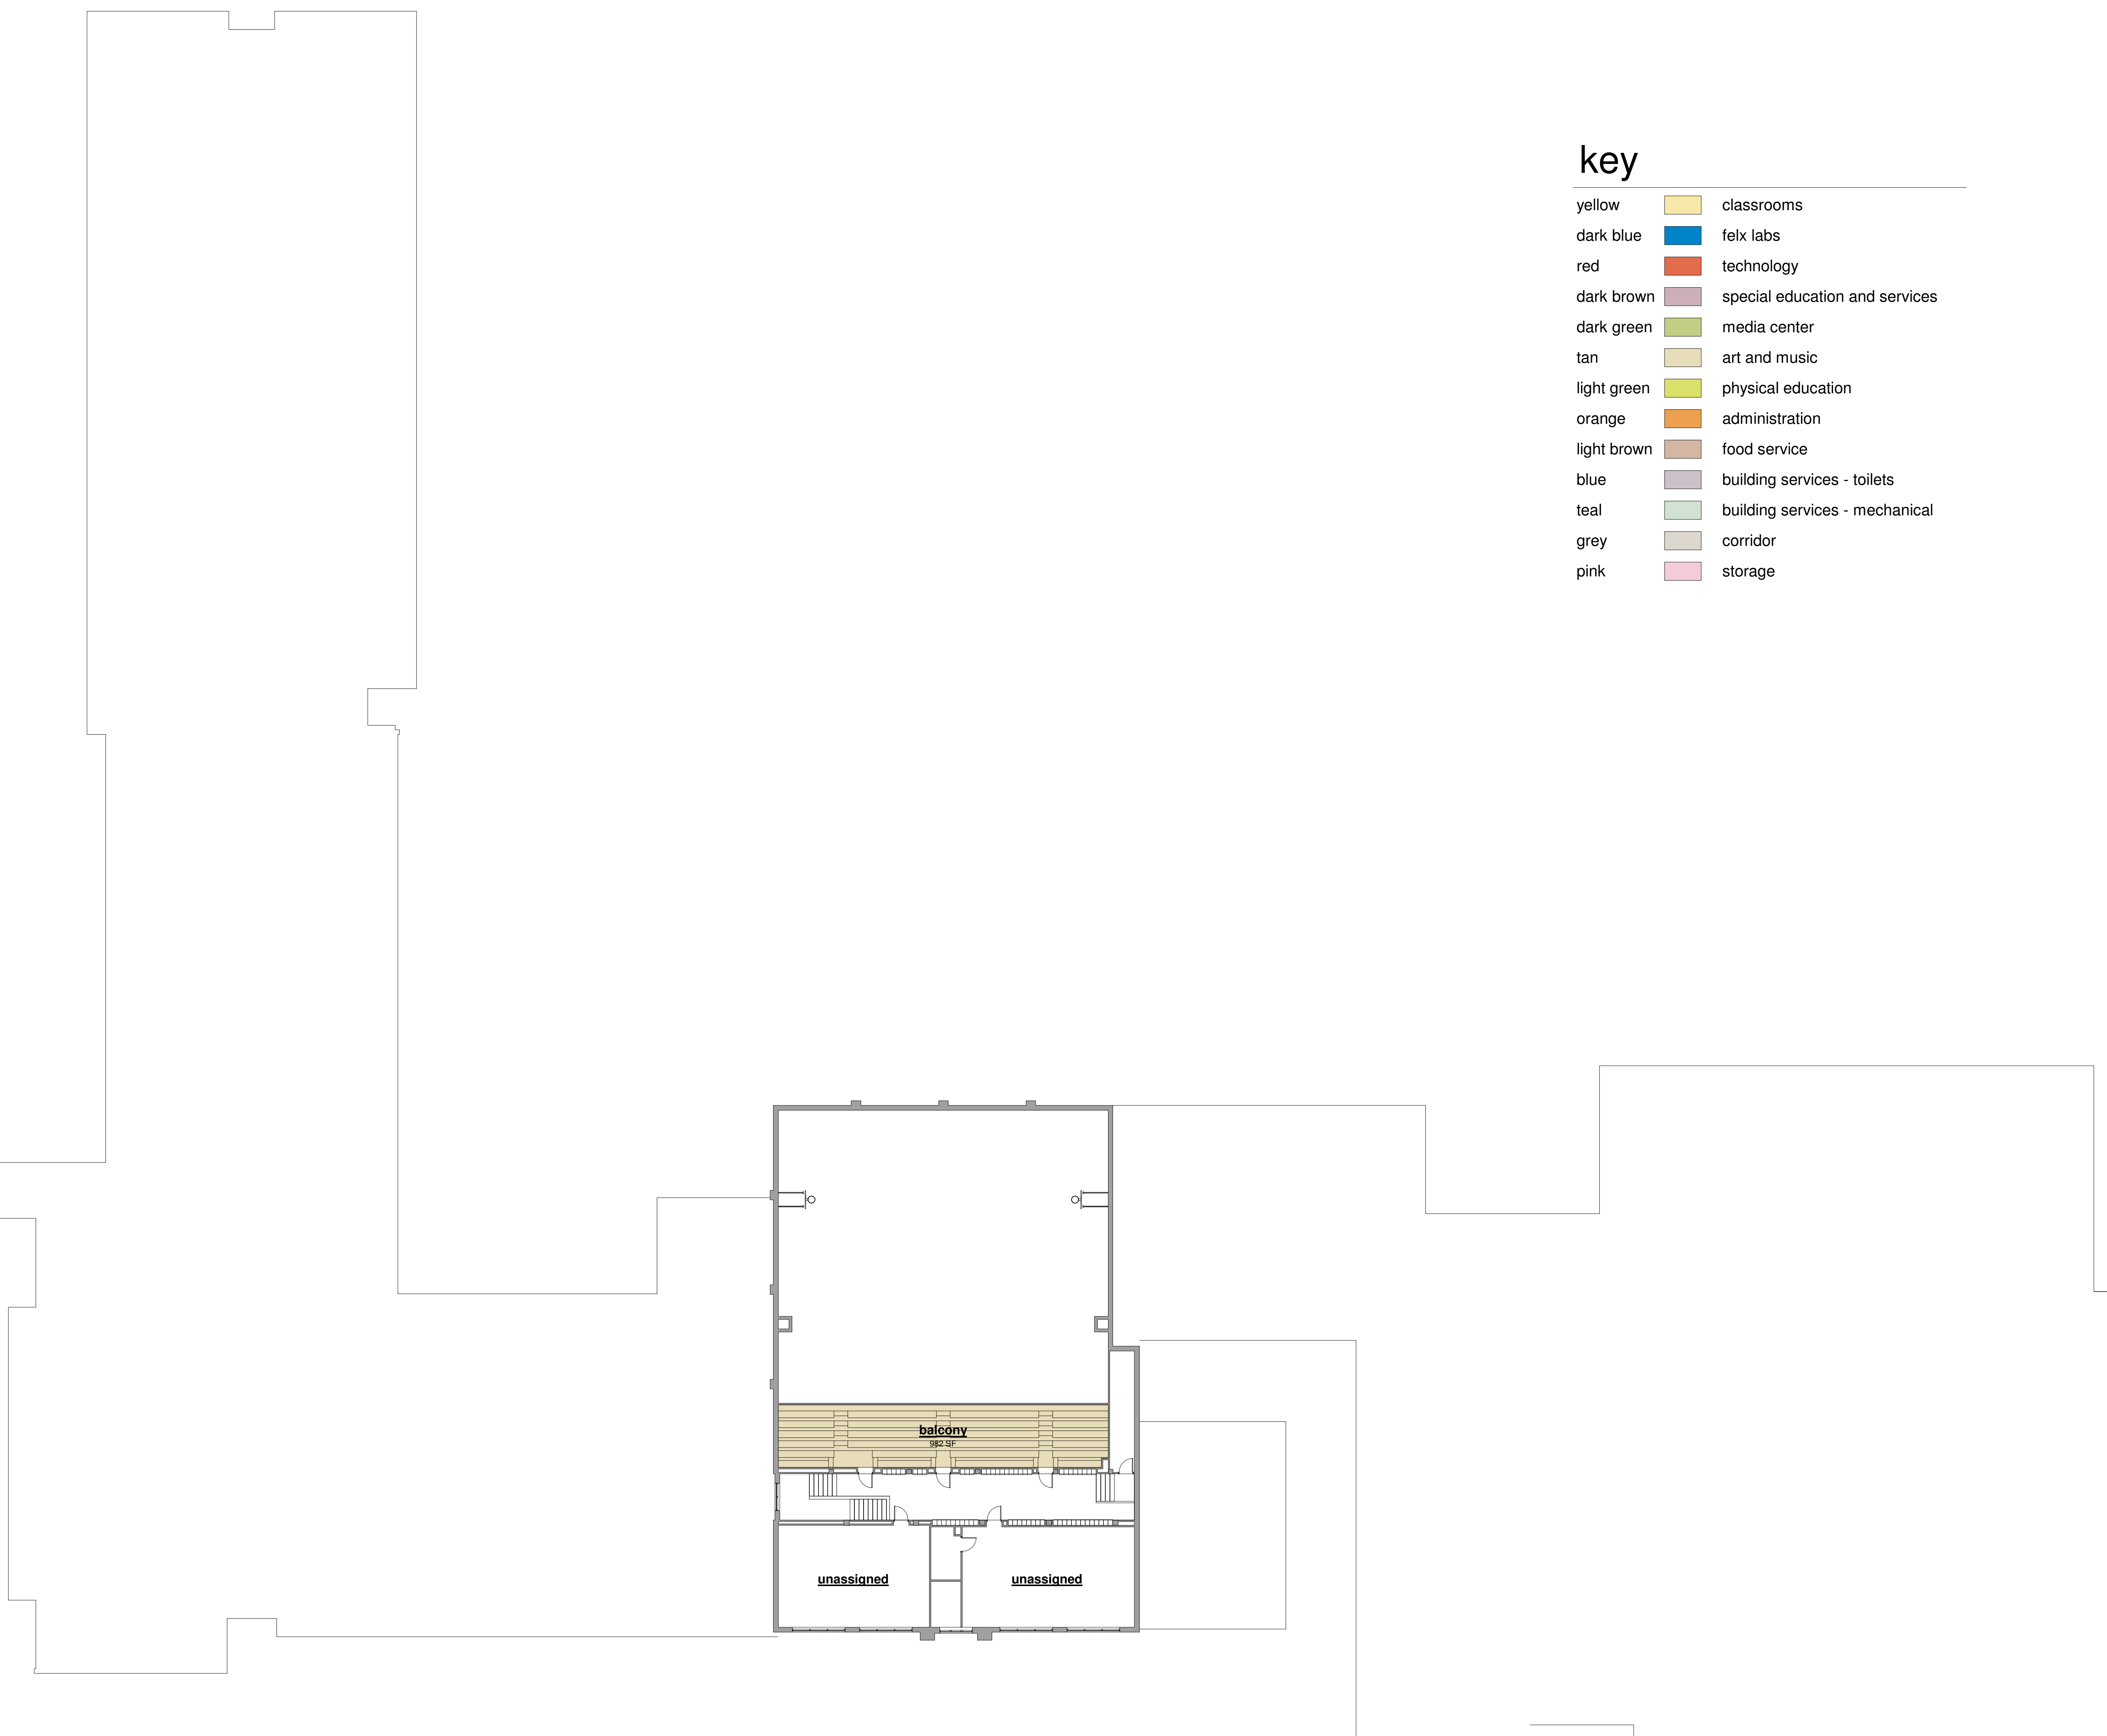 key
yellow classrooms
dark blue felx labs
red technology
dark brown special education and services
dark green media center
tan art and music
light green physical education
orange administration
light brown food service
blue building services - toilets
teal building services - mechanical
grey corridor
pink storage
balcony
982 SF
unassigned unassigned